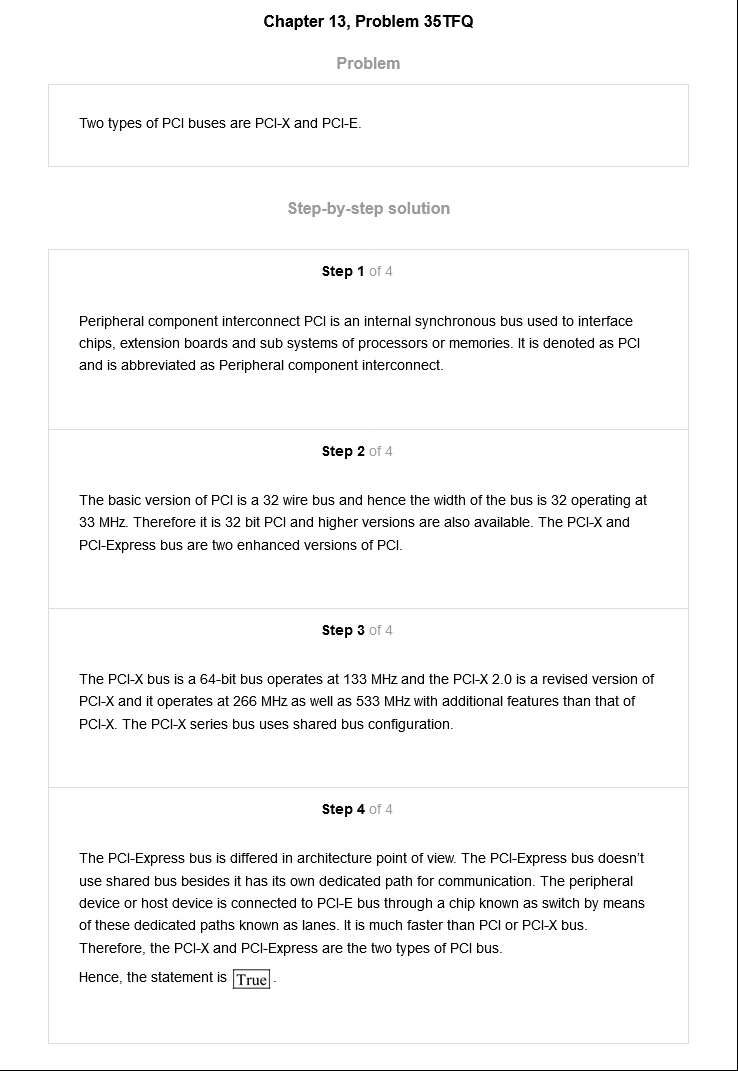 Chapter 13, Problem 35TFQ
Problem
Two types of PCI buses are PCI-X and PCI-E.
Step-by-step solution
Step 1 of 4
Peripheral component interconnect PCI is an internal synchronous bus used to interface
chips, extension boards and sub systems of processors or memories. It is denoted as PCI
and is abbreviated as Peripheral component interconnect.
Step 2 of 4
The basic version of PCI is a 32 wire bus and hence the width of the bus is 32 operating at
33 MHz. Therefore it is 32 bit PCI and higher versions are also available. The PCI-X and
PCI-Express bus are two enhanced versions of PCI.
Step 3 of 4
The PCI-X bus is a 64-bit bus operates at 133 MHz and the PCI-X 2.0 is a revised version of
PCI-X and it operates at 266 MHz as well as 533 MHz with additional features than that of
PCI-X. The PCI-X series bus uses shared bus configuration.
Step 4 of 4
The PCI-Express bus is differed in architecture point of view. The PCI-Express bus doesn't
use shared bus besides it has its own dedicated path for communication. The peripheral
device or host device is connected to PCI-E bus through a chip known as switch by means
of these dedicated paths known as lanes. It is much faster than PCI or PCI-X bus.
Therefore, the PCI-X and PCI-Express are the two types of PCI bus.
Hence, the statement is True.